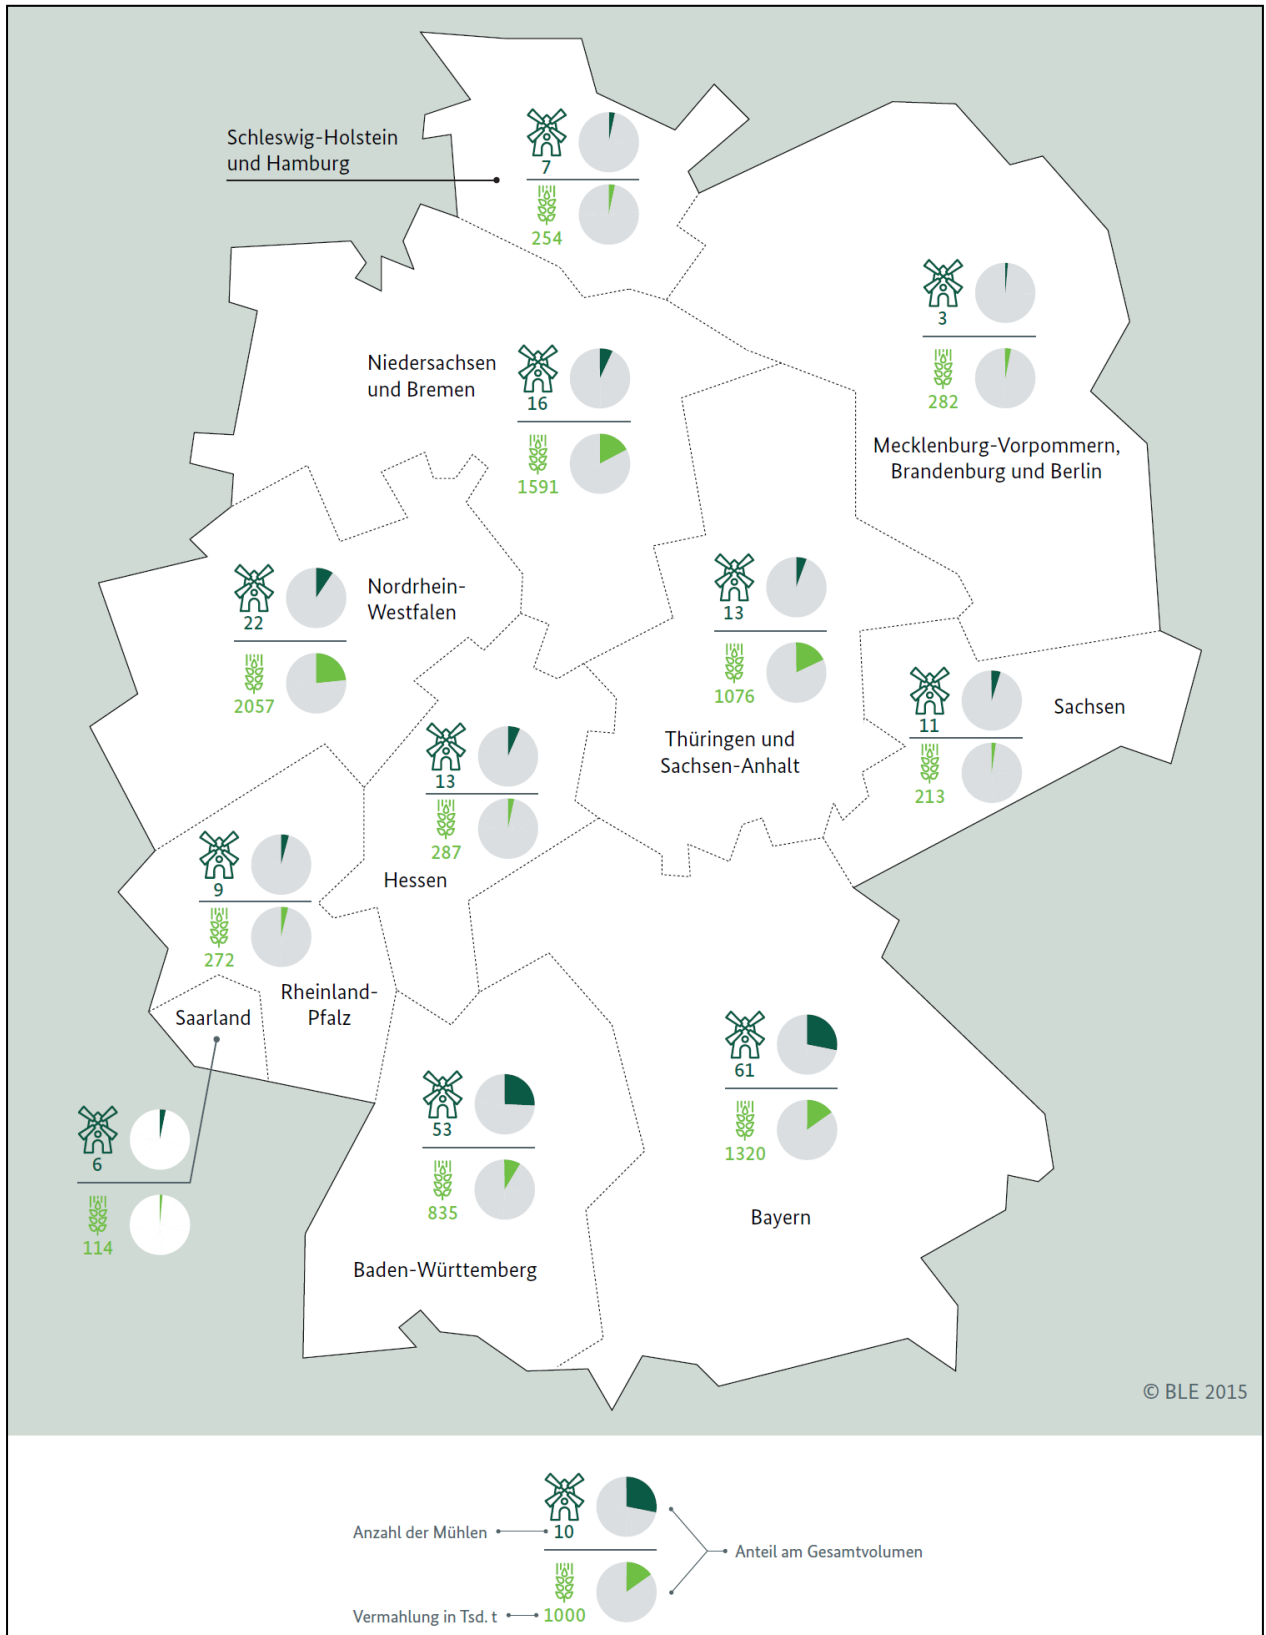 Schleswig-Holstein
und Hamburg
7
254
3
282
Mecklenburg-Vorpommern,
Brandenburg und Berlin
Niedersachsen
und Bremen
16
1591
Nordrhein-
Westfalen
22
2057
13
1076
Thüringen und
Sachsen-Anhalt
11
213
Sachsen
13
287
Hessen
9
272
Rheinland-
Pfalz
Saarland
6
114
53
835
Baden-Württemberg
61
1320
Bayern
© BLE 2015
Anzahl der Mühlen
10
Anteil am Gesamtvolumen
Vermahlung in Tsd. t
1000